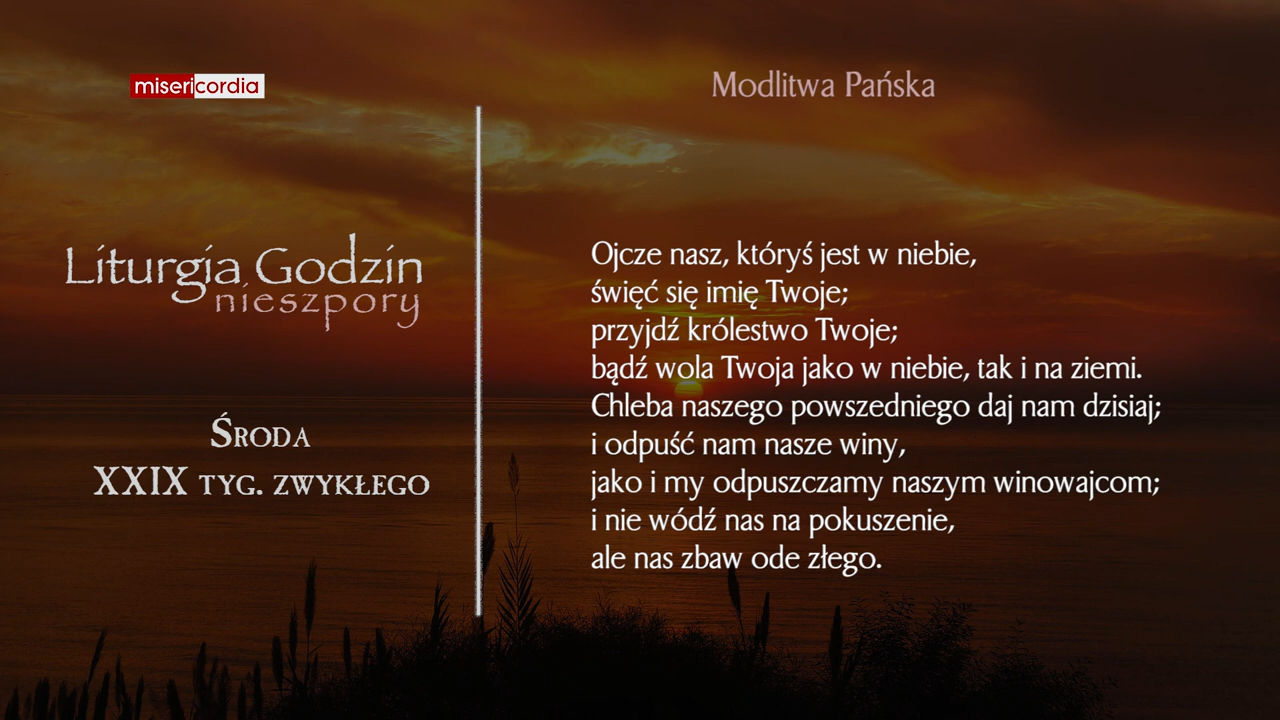 misericordia
Liturgia Godzin
nieszpory
Środa
XXIX tyg. zwykłego
Modlitwa Pańska
Ojcze nasz, któryś jest w niebie,
święć się imię Twoje;
przyjdź królestwo Twoje;
bądź wola Twoja jako w niebie, tak i na ziemi.
Chleba naszego powszedniego daj nam dzisiaj;
i odpuść nam nasze winy,
jako i my odpuszczamy naszym winowajcom;
i nie wódź nas na pokuszenie,
ale nas zbaw ode złego.